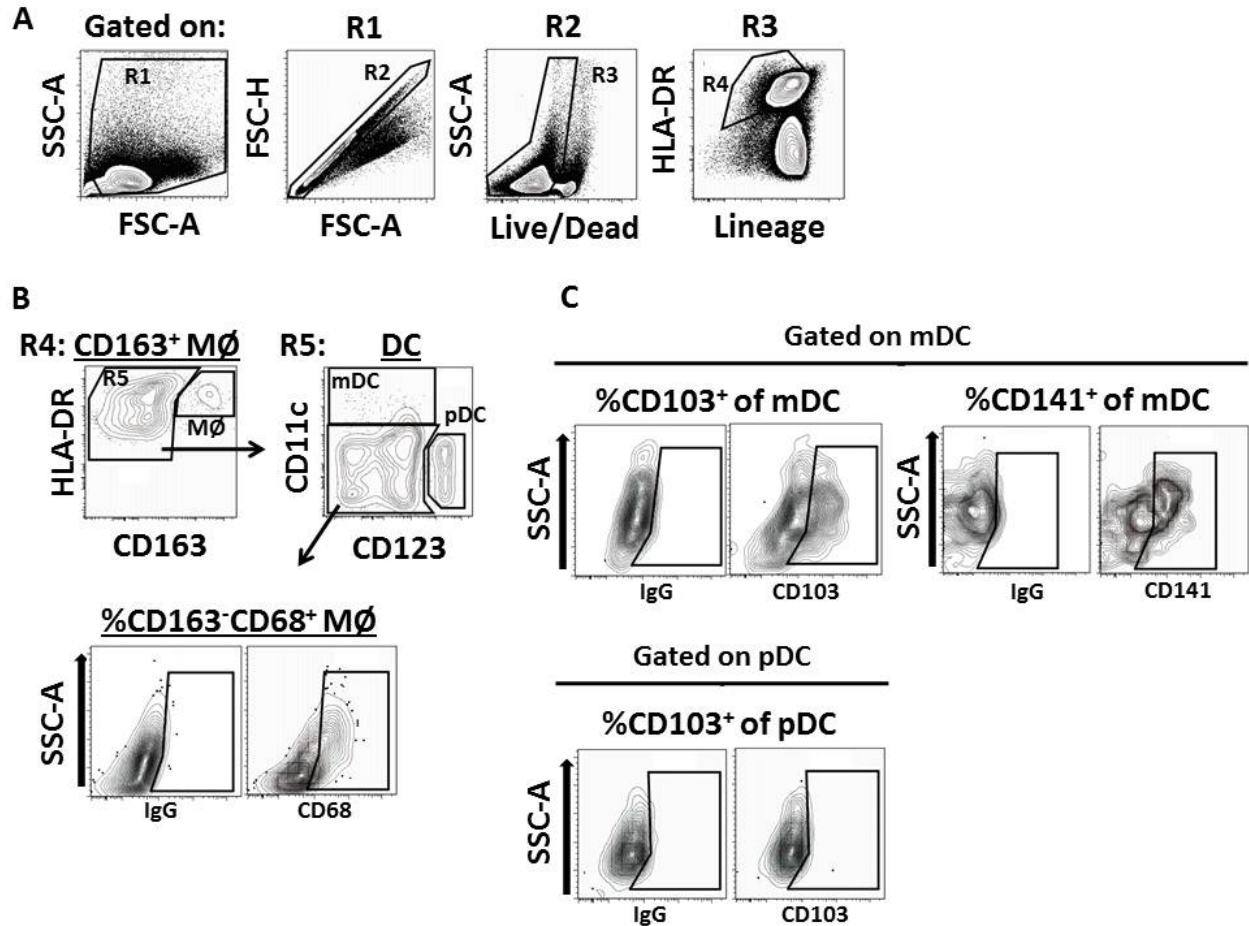 A
Gated on:
R1
R2
R3
SSC-A
R1
FSC-A
FSC-H
R2
FSC-A
SSC-A
R3
Live/Dead
HLA-DR
R4
Lineage
B
R4: CD163⁺ MØ
R5: DC
HLA-DR
R5
MØ
CD163
CD11c
mDC
pDC
CD123
%CD163⁻CD68⁺ MØ
SSC-A
IgG
CD68
C
Gated on mDC
%CD103⁺ of mDC
%CD141⁺ of mDC
SSC-A
IgG
CD103
SSC-A
IgG
CD141
Gated on pDC
%CD103⁺ of pDC
SSC-A
IgG
CD103